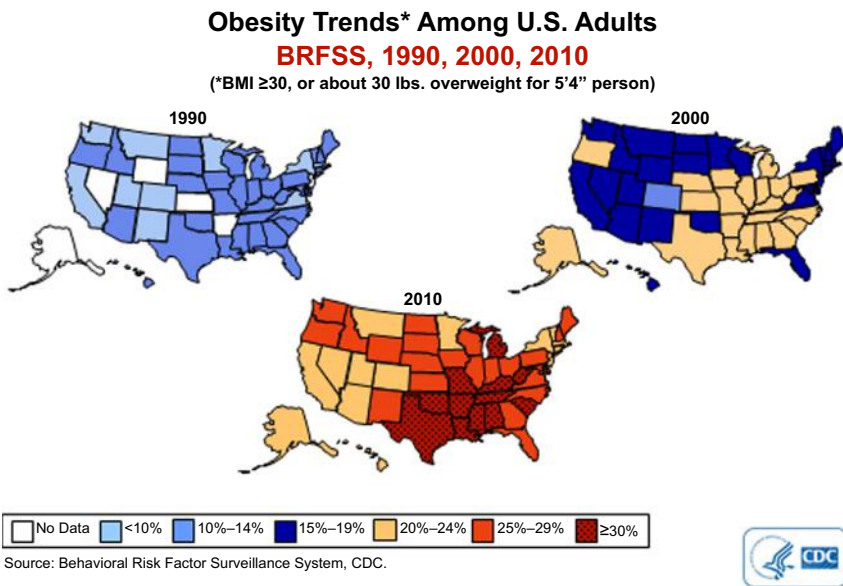 Obesity Trends* Among U.S. Adults
BRFSS, 1990, 2000, 2010
(*BMI ≥30, or about 30 lbs. overweight for 5’4” person)
1990
2000
2010
No Data <10% 10%–14% 15%–19% 20%–24% 25%–29% ≥30%
Source: Behavioral Risk Factor Surveillance System, CDC.
CDC